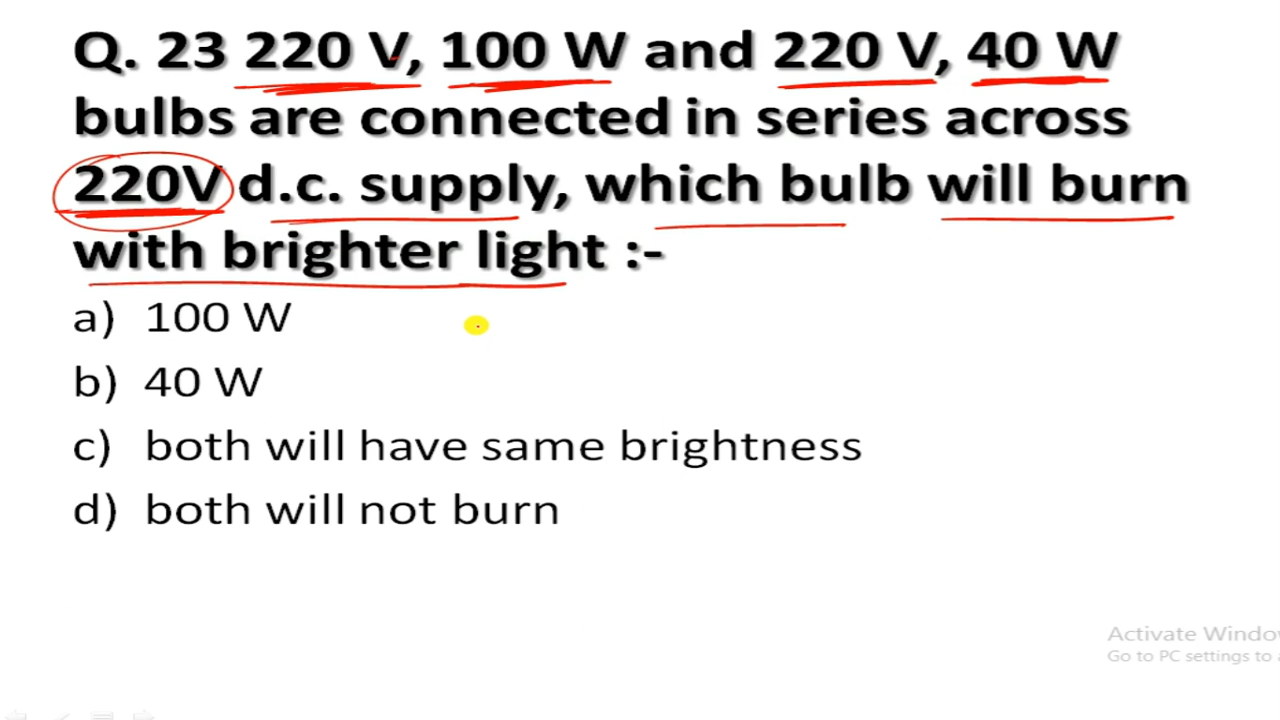 Q. 23 220 V, 100 W and 220 V, 40 W
bulbs are connected in series across
220V d.c. supply, which bulb will burn
with brighter light :-
a) 100 W
b) 40 W
c) both will have same brightness
d) both will not burn
Activate Windo
Go to PC settings to a